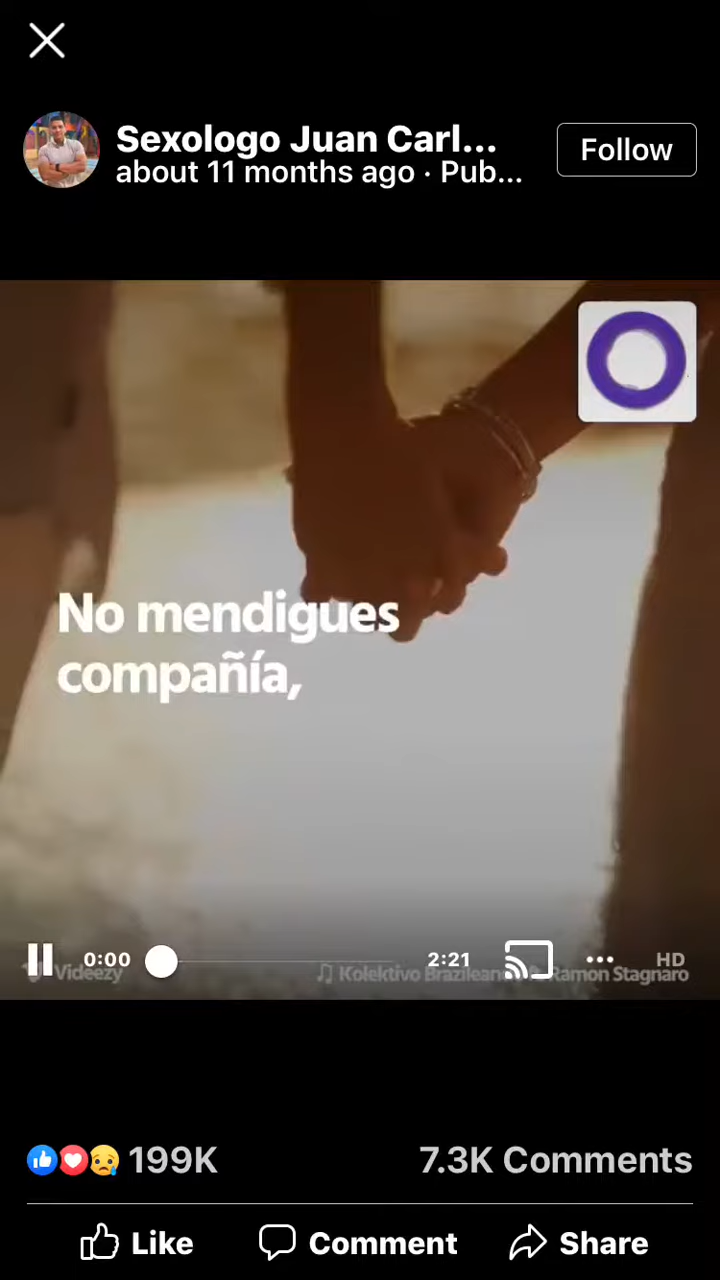 Sexologo Juan Carl...
about 11 months ago · Pub...
Follow
No mendigues
compañía,
0:00
2:21
HD
Videezy
Kolektivo Brazileano
Ramon Stagnaro
199K
7.3K Comments
Like
Comment
Share